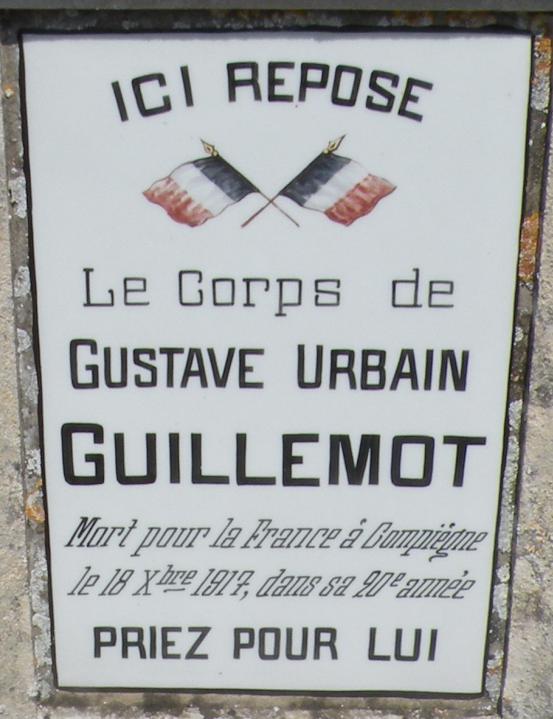 ICI REPOSE
Le Corps de
GUSTAVE URBAIN
GUILLEMOT
Mort pour la France à Compiègne
le 18 Xbre 1917, dans sa 20e année
PRIEZ POUR LUI